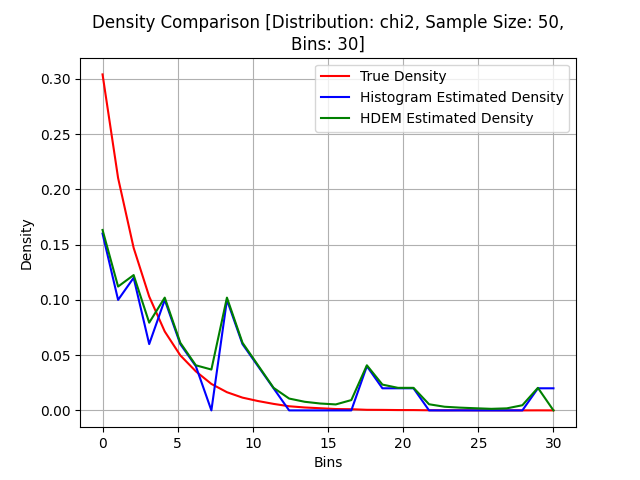 Density Comparison [Distribution: chi2, Sample Size: 50,
Bins: 30]
True Density
Histogram Estimated Density
HDEM Estimated Density
0.30
0.25
0.20
0.15
0.10
0.05
0.00
Density
0 5 10 15 20 25 30
Bins